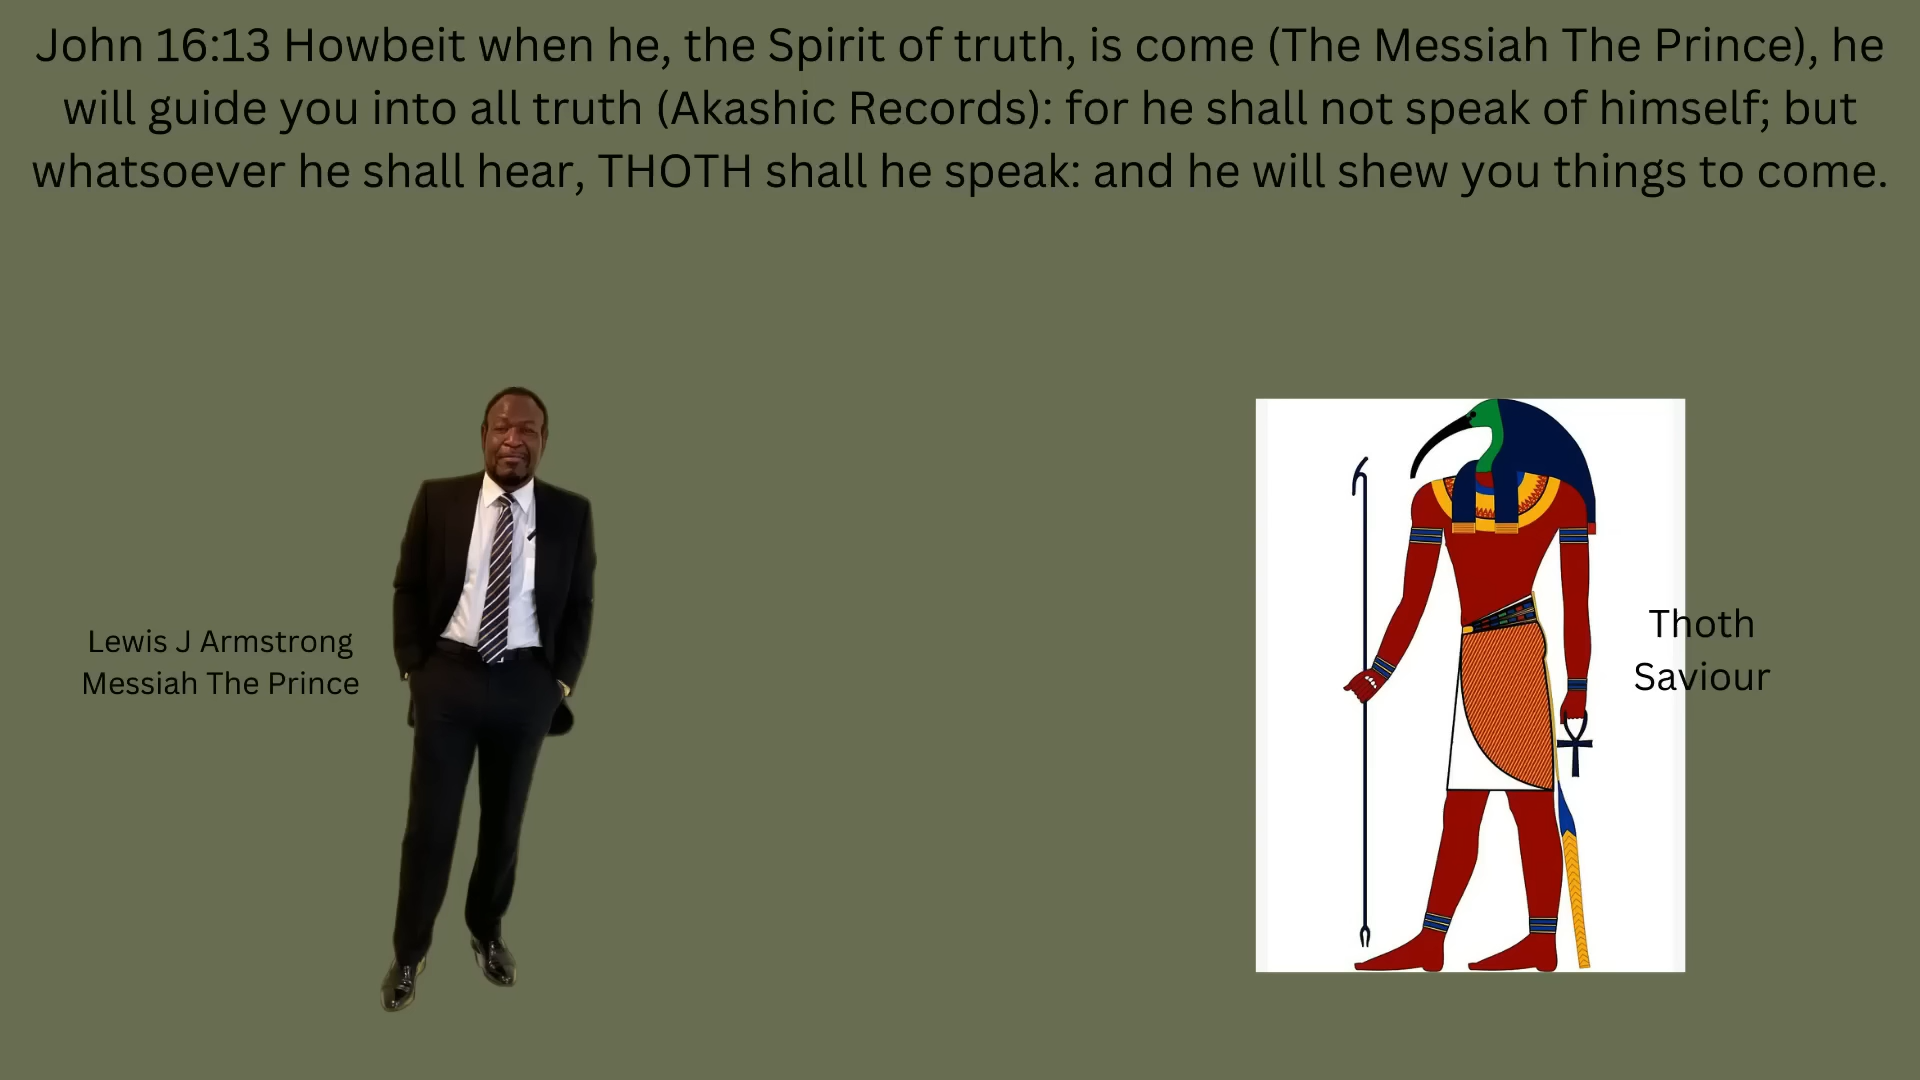 John 16:13 Howbeit when he, the Spirit of truth, is come (The Messiah The Prince), he
will guide you into all truth (Akashic Records): for he shall not speak of himself; but
whatsoever he shall hear, THOTH shall he speak: and he will shew you things to come.
Lewis J Armstrong
Messiah The Prince
Thoth
Saviour